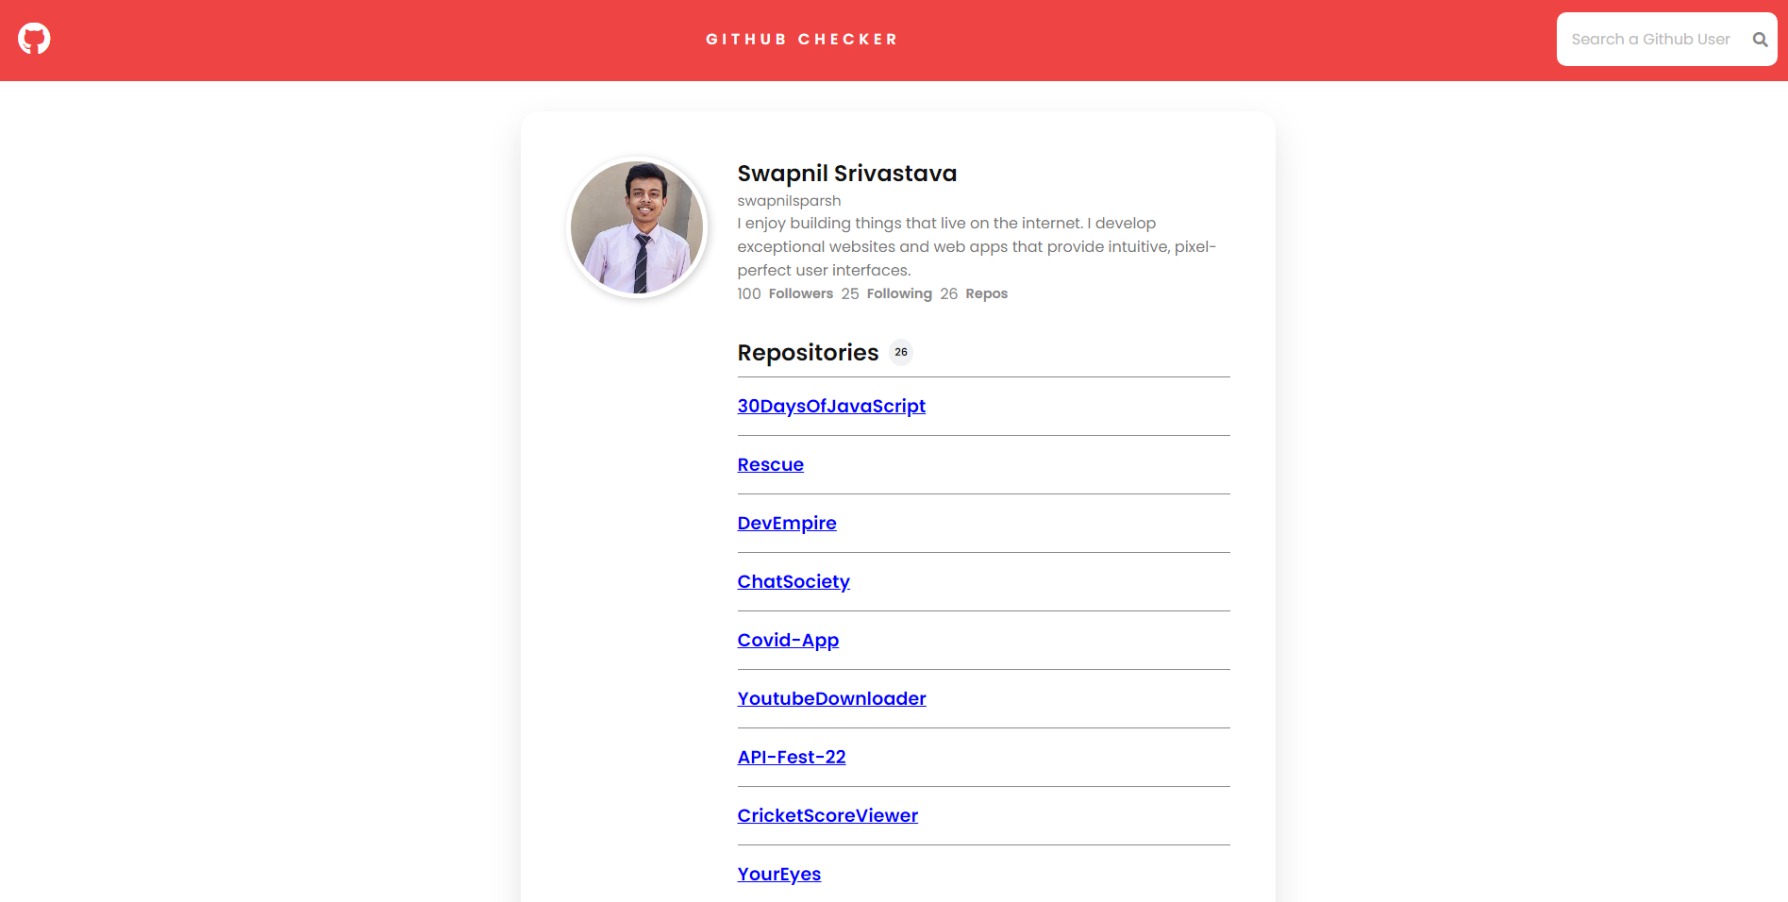 GITHUB CHECKER
Search a Github User
Swapnil Srivastava
swapnilsparsh
I enjoy building things that live on the internet. I develop
exceptional websites and web apps that provide intuitive, pixel-
perfect user interfaces.
100 Followers 25 Following 26 Repos
Repositories 26
30DaysOfJavaScript
Rescue
DevEmpire
ChatSociety
Covid-App
YoutubeDownloader
API-Fest-22
CricketScoreViewer
YourEyes